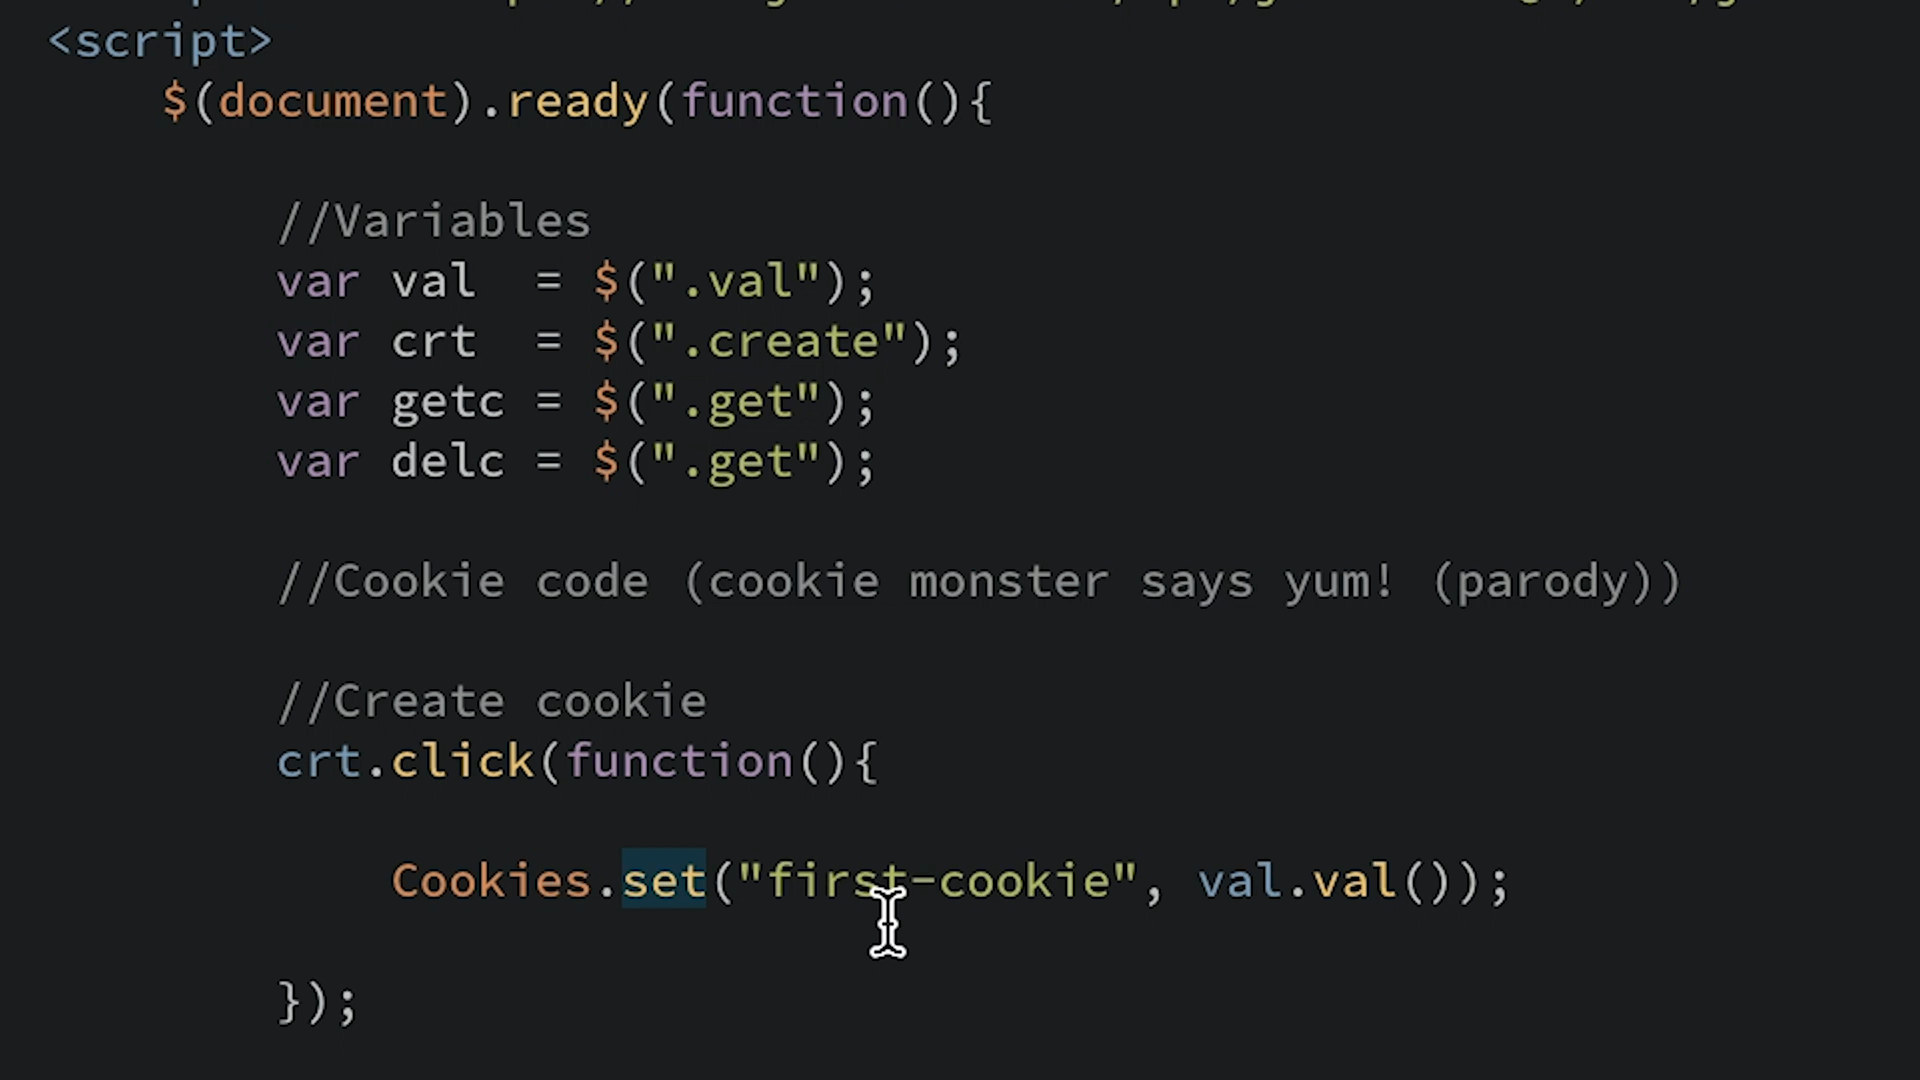 <script>
$(document).ready(function(){
//Variables
var val  = $(".val");
var crt  = $(".create");
var getc = $(".get");
var delc = $(".get");
//Cookie code (cookie monster says yum! (parody))
//Create cookie
crt.click(function(){
Cookies.set("first-cookie", val.val());
});